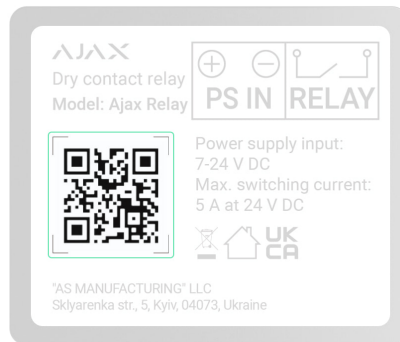 AJAX
Dry contact relay
Model: Ajax Relay
PS IN
RELAY
Power supply input:
7-24 V DC
Max. switching current:
5 A at 24 V DC
UK
CA
"AS MANUFACTURING" LLC
Sklyarenka str., 5, Kyiv, 04073, Ukraine